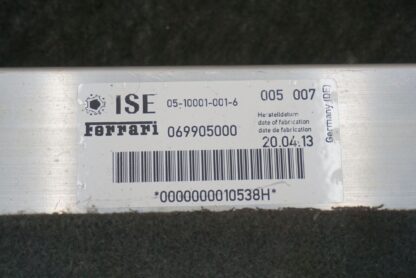 ISE 05-10001-001-6 005 007
Ferrari 069905000
Herstelldatum
date of fabrication
date de fabrication
20.04.13
Germany (DE)
*0000000010538H*